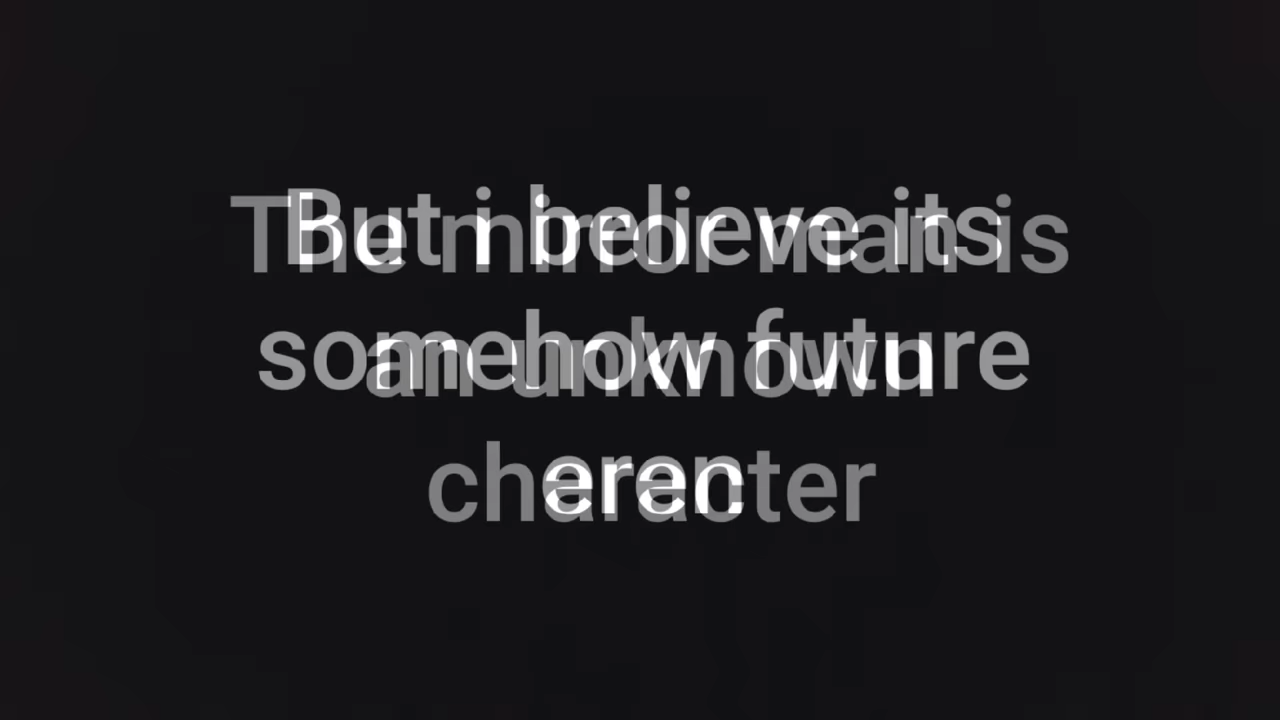 The mirror man is
an unknown
character
But i believe its
somehow future
eren